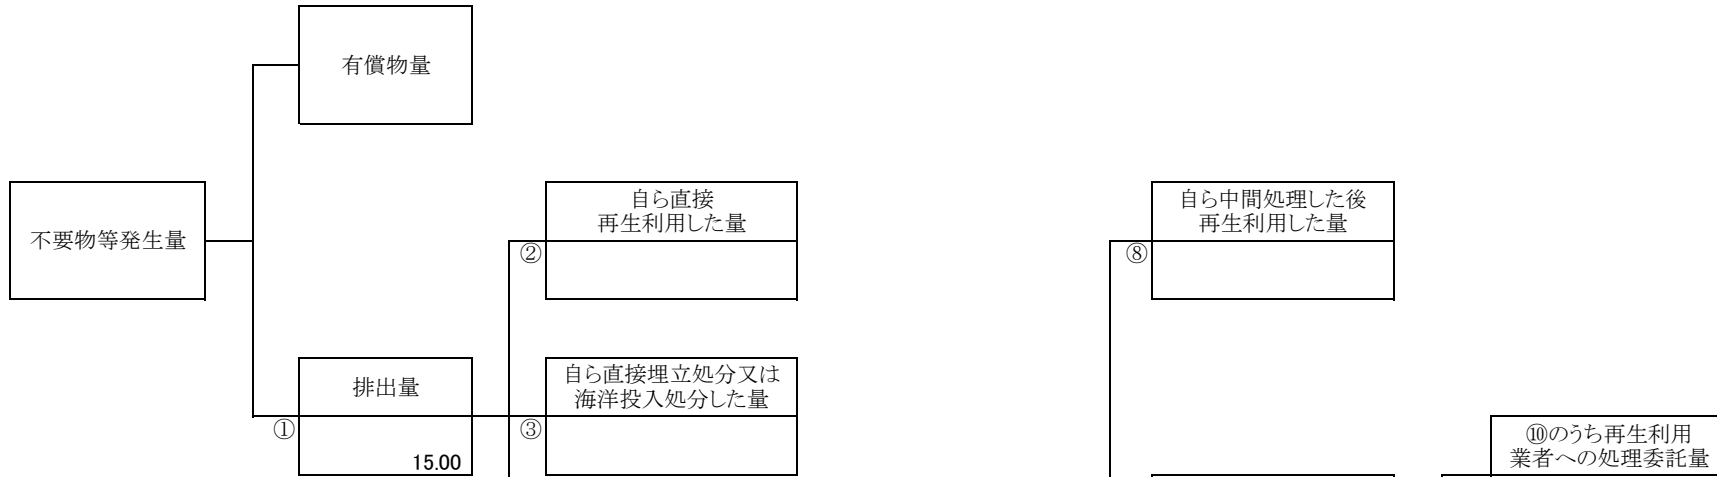 有償物量
不要物等発生量
自ら直接
再生利用した量
②
自ら中間処理した後
再生利用した量
⑧
排出量
①
15.00
自ら直接埋立処分又は
海洋投入処分した量
③
⑩のうち再生利用
業者への処理委託量